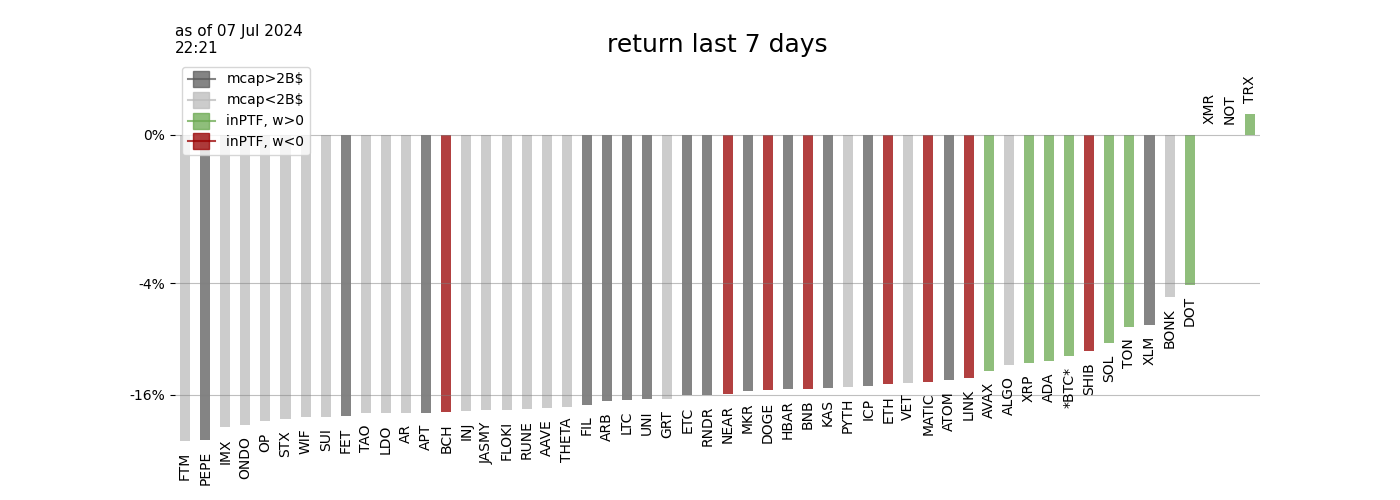 as of 07 Jul 2024
22:21
return last 7 days
mcap>2B$
mcap<2B$
inPTF, w>0
inPTF, w<0
0%
-4%
-16%
FTM
PEPE
IMX
ONDO
OP
STX
WIF
SUI
FET
TAO
LDO
AR
APT
BCH
INJ
JASMY
FLOKI
RUNE
AAVE
THETA
FIL
ARB
LTC
UNI
GRT
ETC
RNDR
NEAR
MKR
DOGE
HBAR
BNB
KAS
PYTH
ICP
ETH
VET
MATIC
ATOM
LINK
AVAX
ALGO
XRP
ADA
*BTC*
SHIB
SOL
TON
XLM
BONK
DOT
XMR
NOT
TRX